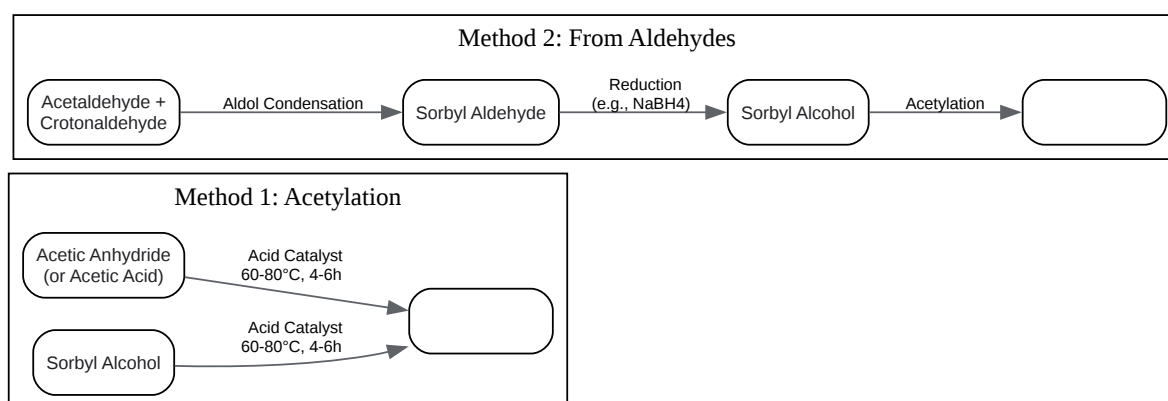 Method 2: From Aldehydes
Acetaldehyde +
Crotonaldehyde
Aldol Condensation
Sorbyl Aldehyde
Reduction
(e.g., NaBH4)
Sorbyl Alcohol
Acetylation
Method 1: Acetylation
Acetic Anhydride
(or Acetic Acid)
Acid Catalyst
60-80°C, 4-6h
Sorbyl Alcohol
Acid Catalyst
60-80°C, 4-6h